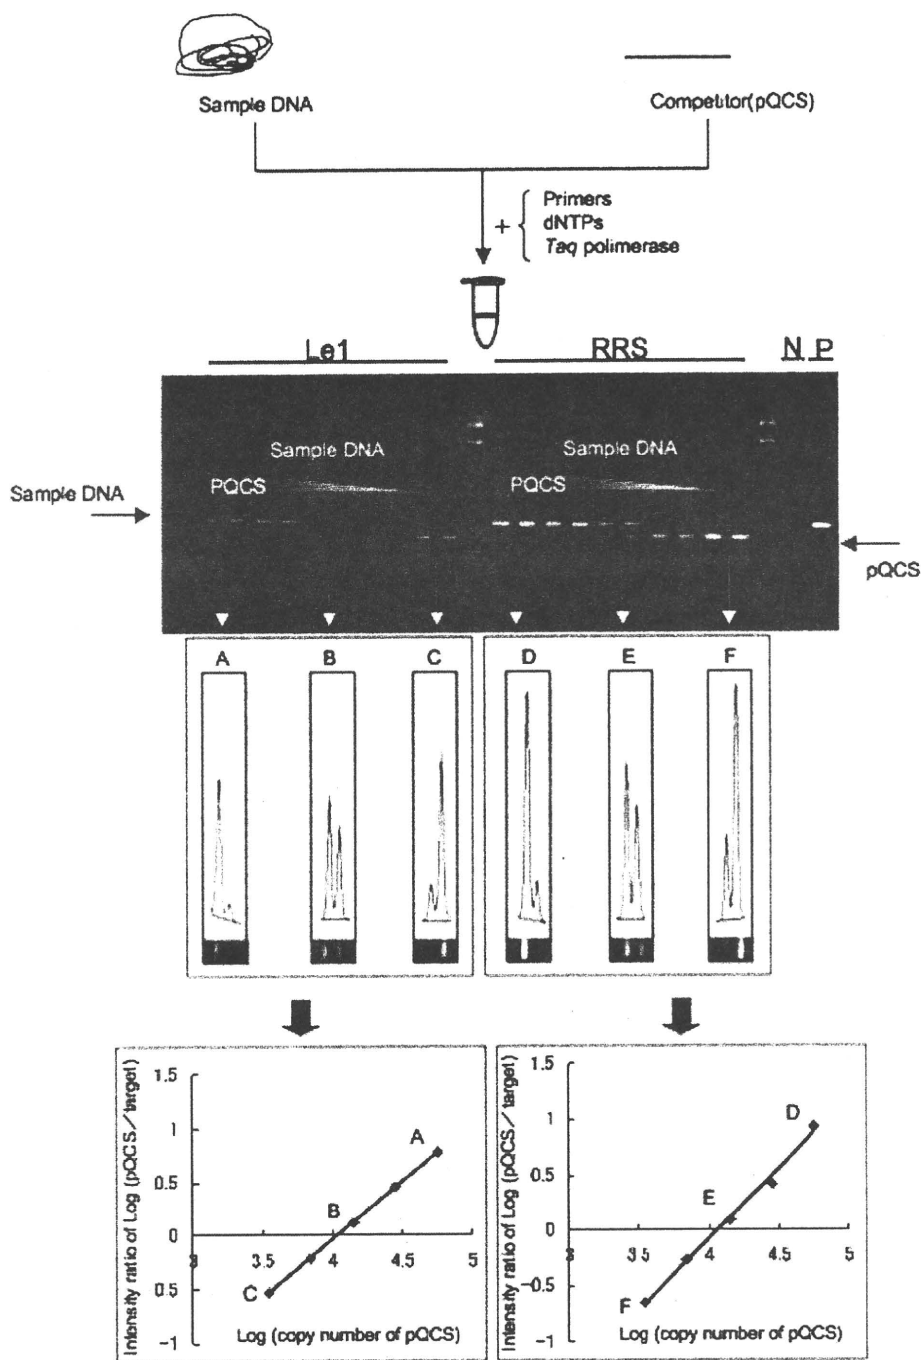 Sample DNA
Competitor(pQCS)
+
Primers
dNTPs
Taq polimerase
Le1
RRS
N P
Sample DNA
PQCS
Sample DNA
PQCS
Sample DNA
pQCS
A B C D E F
Intensity ratio of Log (pQCS/target)
1.5
1
0.5
0
0.5
-1
3 3.5 4 4.5 5
A
B
C
Log (copy number of pQCS)
Intensity ratio of Log (pQCS/target)
1.5
1
0.5
0
-0.5
-1
3 3.5 4 4.5 5
D
E
F
Log (copy number of pQCS)